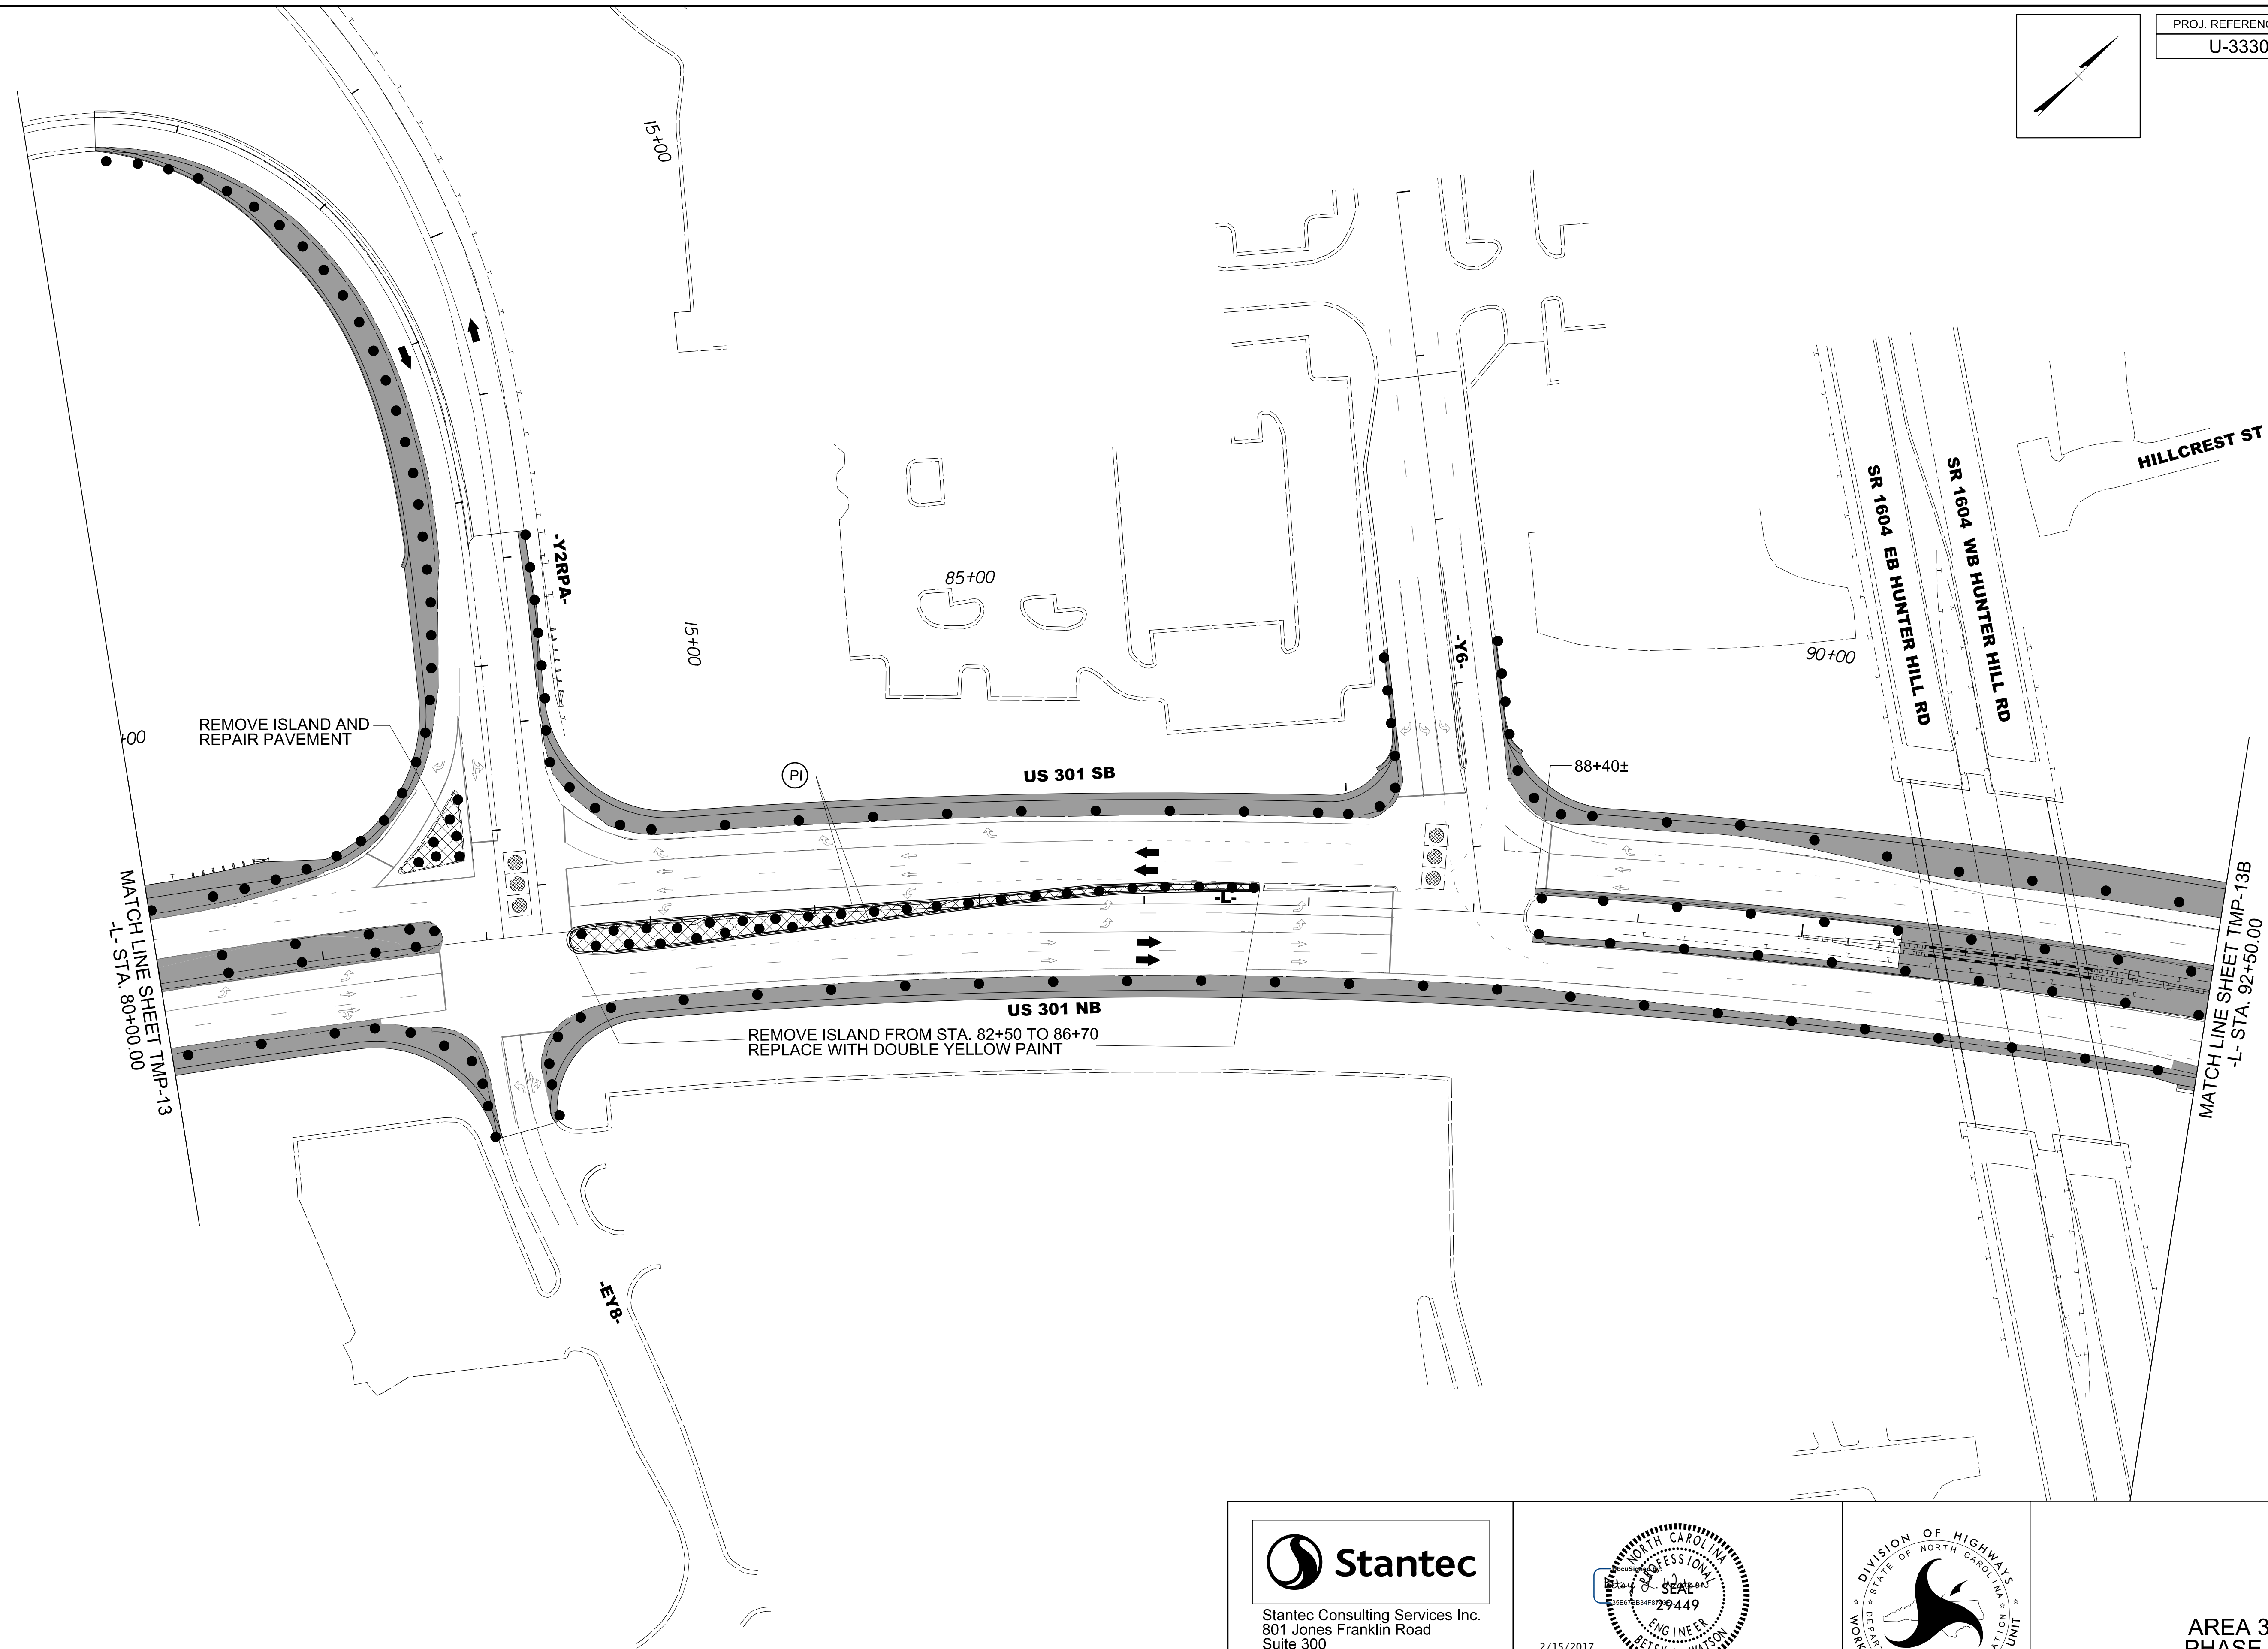 PROJ. REFERENC
U-3330
15+00
HILLCREST ST
SR 1604 EB HUNTER HILL RD
SR 1604 WB HUNTER HILL RD
-Y2RPA-
85+00
15+00
-Y6-
90+00
REMOVE ISLAND AND
REPAIR PAVEMENT
+00
PI
US 301 SB
88+40±
-L-
MATCH LINE SHEET TMP-13
-L- STA. 80+00.00
MATCH LINE SHEET TMP-13B
-L- STA. 92+50.00
US 301 NB
REMOVE ISLAND FROM STA. 82+50 TO 86+70
REPLACE WITH DOUBLE YELLOW PAINT
-EY8-
Stantec
Stantec Consulting Services Inc.
801 Jones Franklin Road
Suite 300
NORTH CAROLINA
PROFESSIONAL
SEAL
29449
ENGINEER
2/15/2017
DIVISION OF HIGHWAYS
STATE OF NORTH CAROLINA
UNIT
AREA 3
PHASE